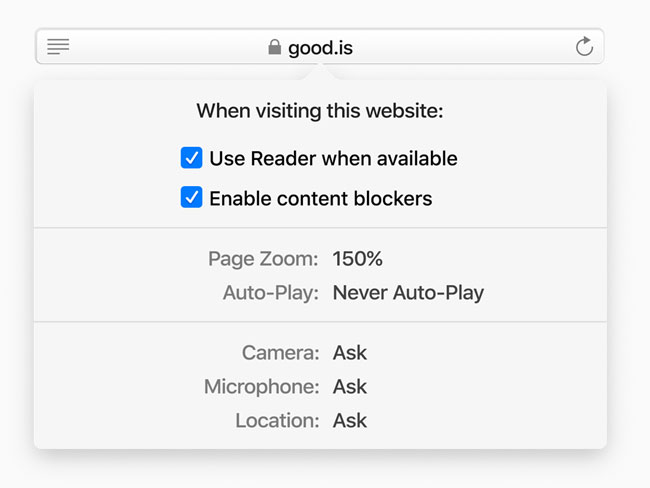 good.is
When visiting this website:
Use Reader when available
Enable content blockers
Page Zoom: 150%
Auto-Play: Never Auto-Play
Camera: Ask
Microphone: Ask
Location: Ask